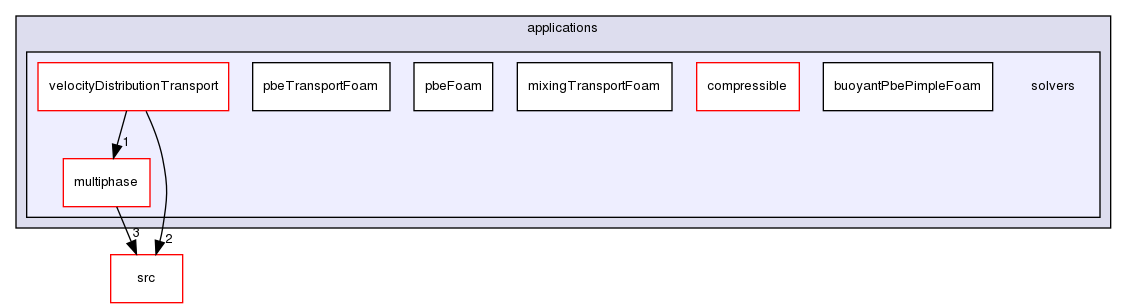 applications
velocityDistributionTransport
pbeTransportFoam
pbeFoam
mixingTransportFoam
compressible
buoyantPbePimpleFoam
solvers
1
multiphase
3
2
src